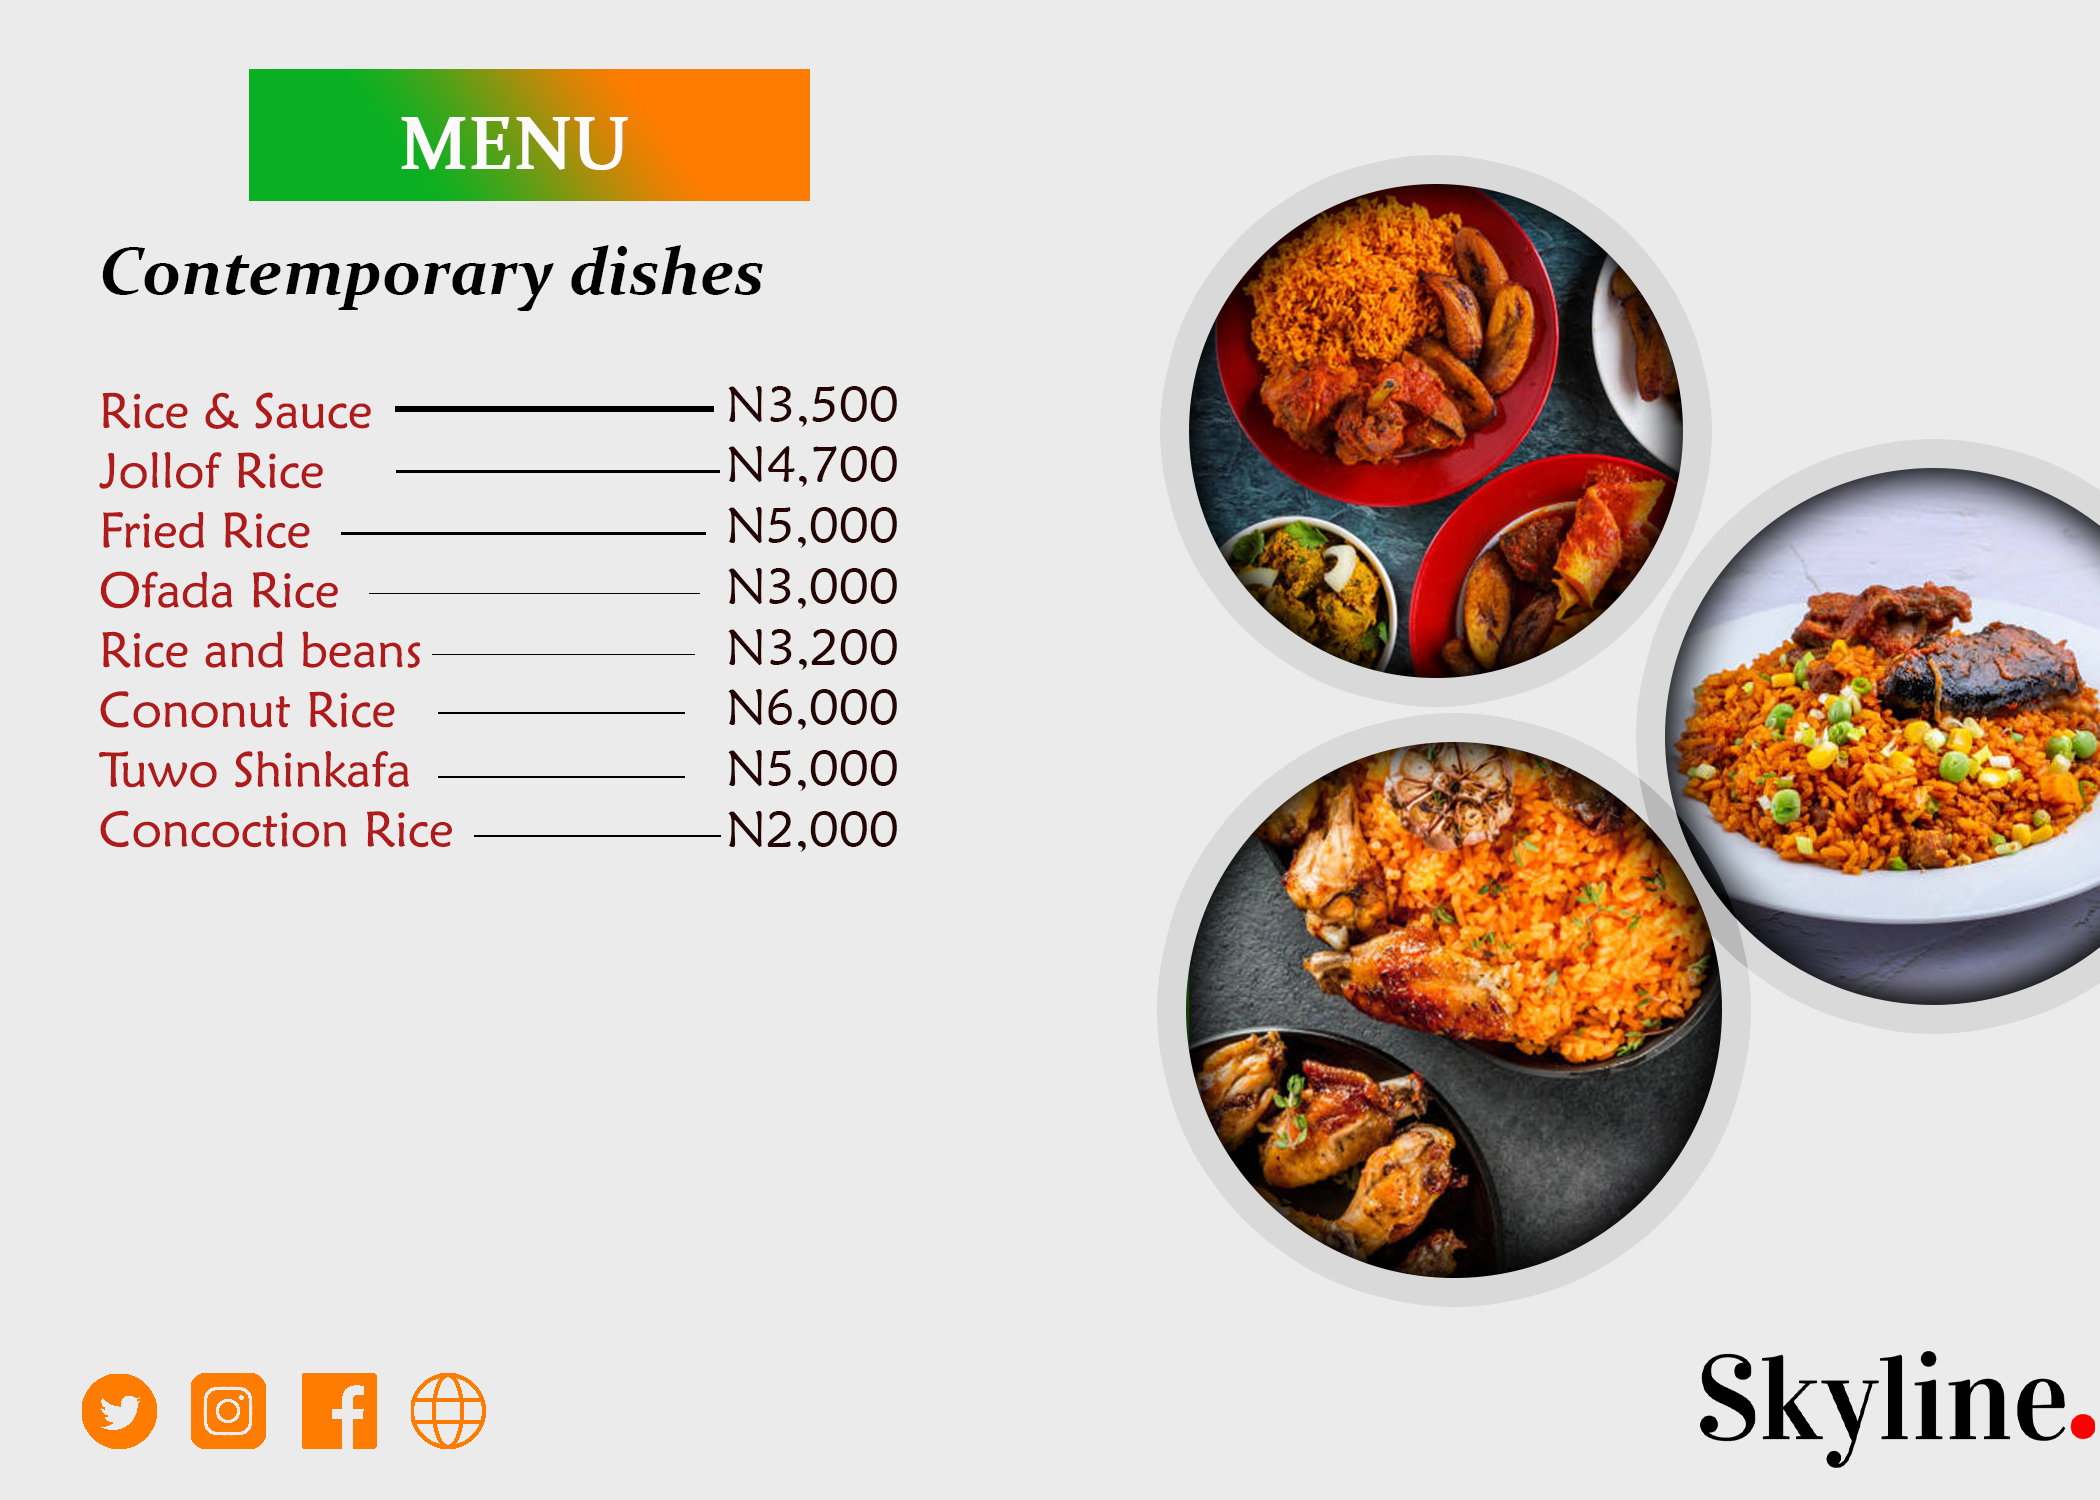 MENU
Contemporary dishes
Rice & Sauce N3,500
Jollof Rice N4,700
Fried Rice N5,000
Ofada Rice N3,000
Rice and beans N3,200
Cononut Rice N6,000
Tuwo Shinkafa N5,000
Concoction Rice N2,000
Skyline.